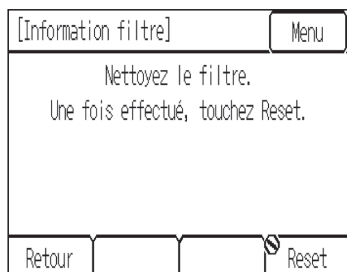 [Information filtre]
Menu
Nettoyez le filtre.
Une fois effectué, touchez Reset.
Retour
Reset